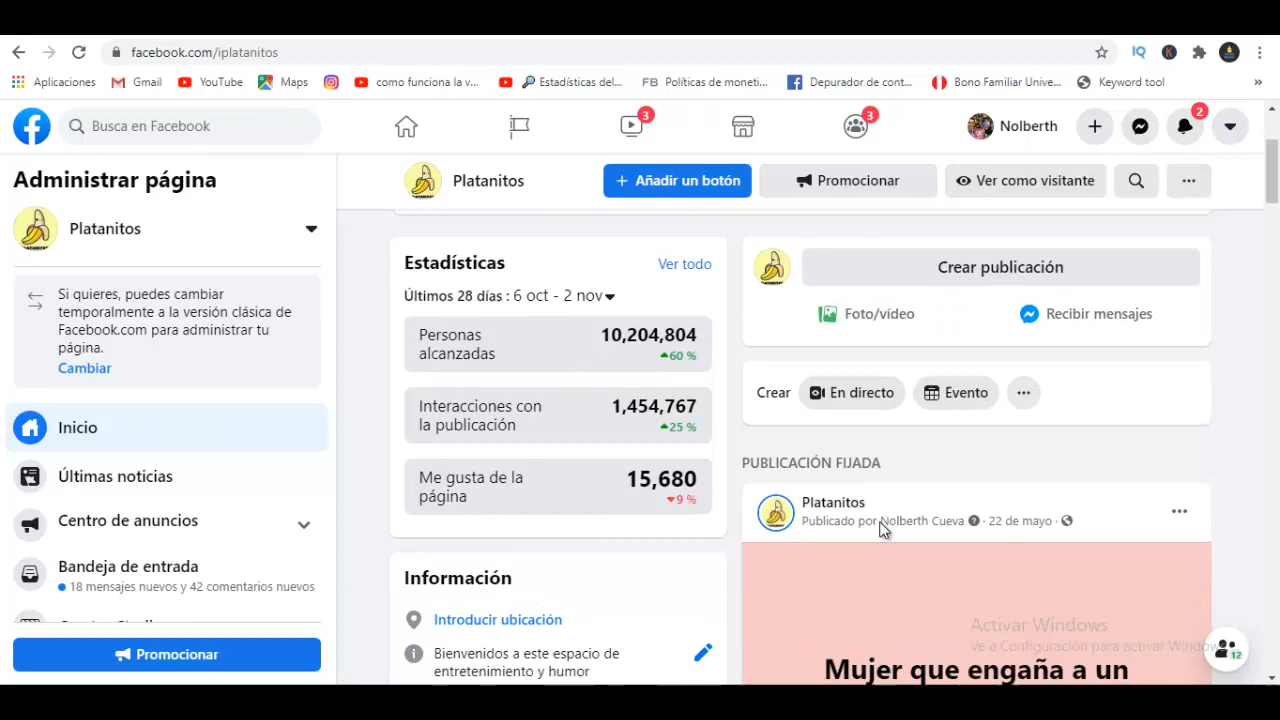 facebook.com/iplatanitos
Aplicaciones
Gmail
YouTube
Maps
como funciona la v...
Estadísticas del...
FB Políticas de moneti...
Depurador de cont...
Bono Familiar Unive...
Keyword tool
»
Busca en Facebook
3
3
Nolberth
2
Administrar página
Platanitos
Si quieres, puedes cambiar
temporalmente a la versión clásica de
Facebook.com para administrar tu
página.
Cambiar
Inicio
Últimas noticias
Centro de anuncios
Bandeja de entrada
18 mensajes nuevos y 42 comentarios nuevos
Promocionar
Platanitos
+ Añadir un botón
Promocionar
Ver como visitante
Estadísticas
Ver todo
Últimos 28 días : 6 oct - 2 nov
Personas
alcanzadas
10,204,804
60 %
Interacciones con
la publicación
1,454,767
25 %
Me gusta de la
página
15,680
9 %
Información
Introducir ubicación
Bienvenidos a este espacio de
entretenimiento y humor
Crear publicación
Foto/vídeo
Recibir mensajes
Crear
En directo
Evento
PUBLICACIÓN FIJADA
Platanitos
Publicado por Nolberth Cueva · 22 de mayo ·
Mujer que engaña a un
Activar Windows
Ve a Configuración para activar Windows
12